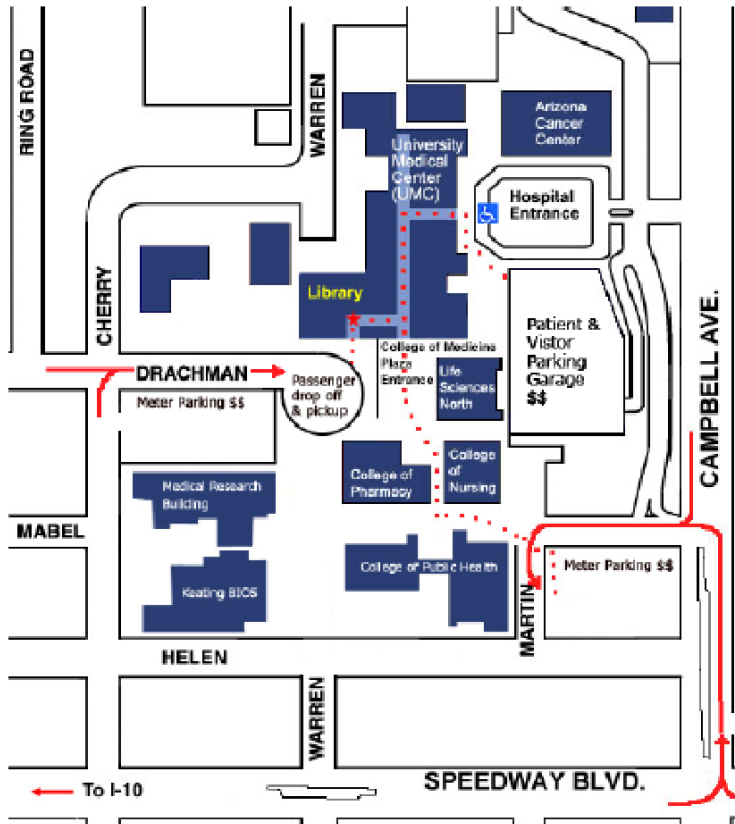 RING ROAD
WARREN
Arizona
Cancer
Center
University
Medical
Center
(UMC)
Hospital
Entrance
Library
CHERRY
CAMPBELL AVE.
Patient &
Vistor
Parking
Garage
$$
College of Medicine
Plaza
Entrance
DRACHMAN
Passenger
drop off
& pickup
Life
Sciences
North
Meter Parking $$
College of
Pharmacy
College
of
Nursing
Medical Research
Building
MABEL
College of Public Health
Meter Parking $$
Keating BIO5
MARTIN
HELEN
WARREN
SPEEDWAY BLVD.
To I-10